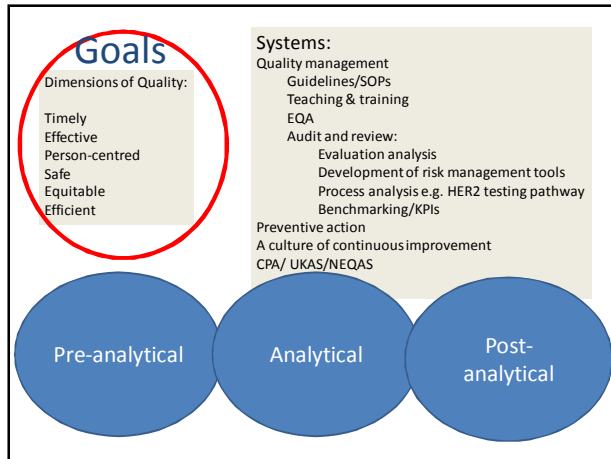 Goals
Dimensions of Quality:
Timely
Effective
Person-centred
Safe
Equitable
Efficient
Systems:
Quality management
Guidelines/SOPs
Teaching & training
EQA
Audit and review:
Evaluation analysis
Development of risk management tools
Process analysis e.g. HER2 testing pathway
Benchmarking/KPIs
Preventive action
A culture of continuous improvement
CPA/ UKAS/NEQAS
Pre-analytical
Analytical
Post-
analytical